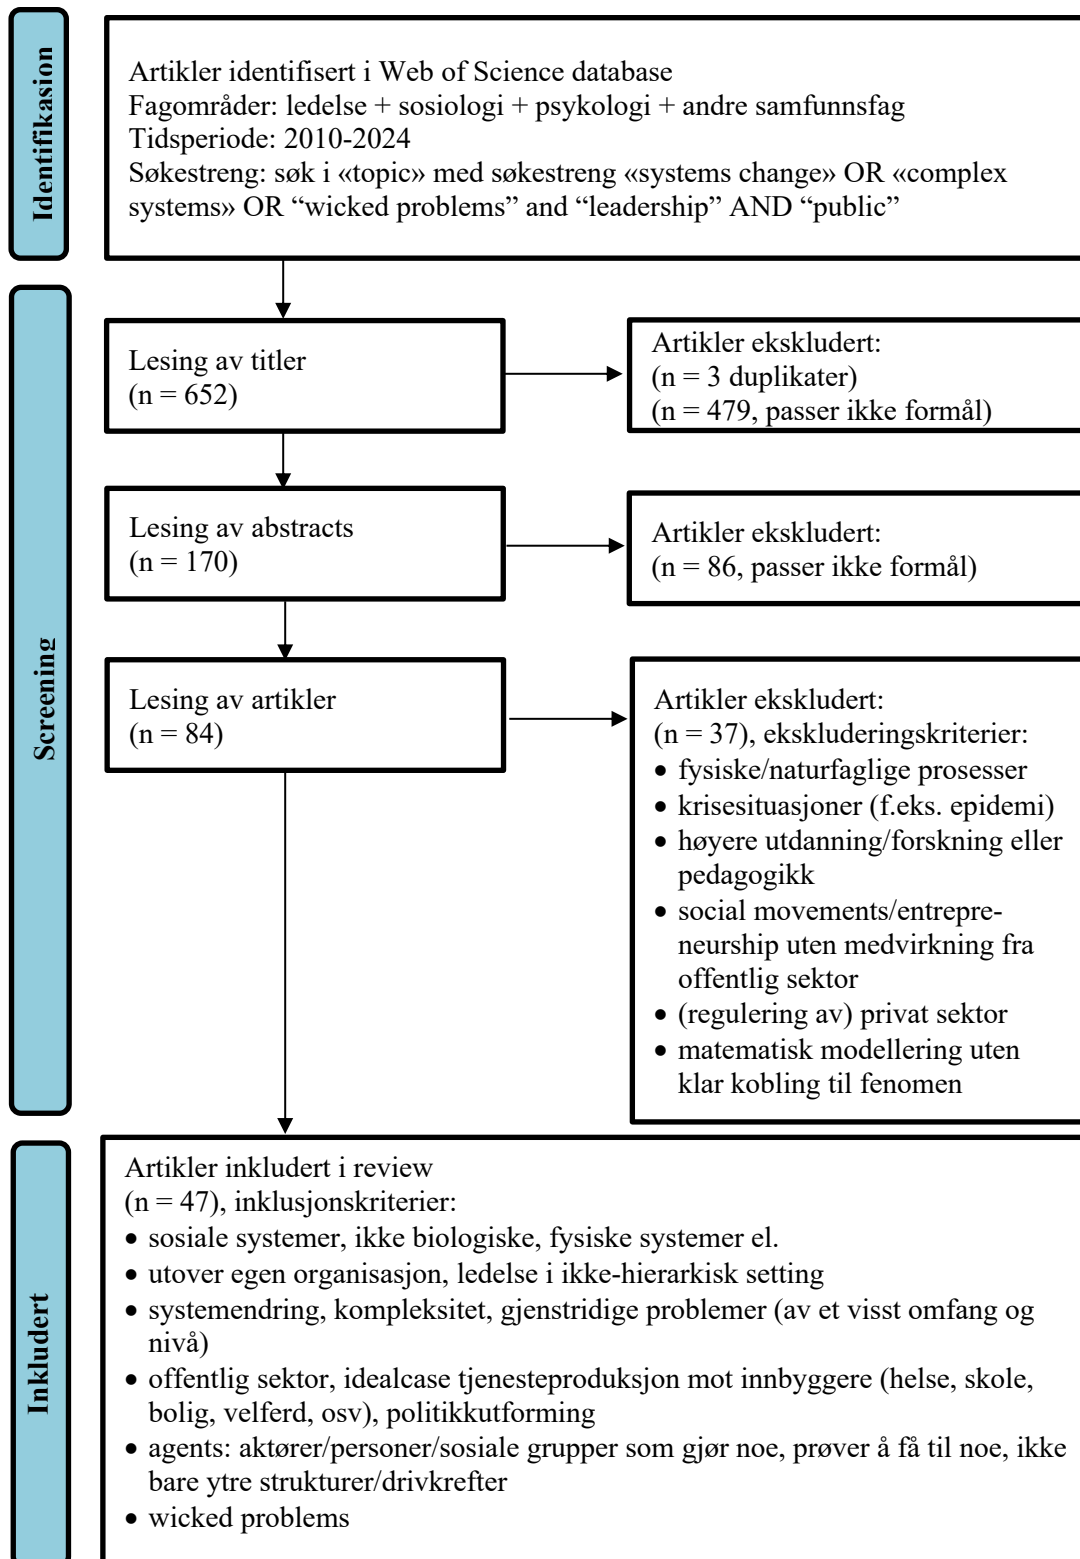 Identifikasjon
Artikler identifisert i Web of Science database
Fagområder: ledelse + sosiologi + psykologi + andre samfunnsfag
Tidsperiode: 2010-2024
Søkestreng: søk i «topic» med søkestreng «systems change» OR «complex
systems» OR “wicked problems” and “leadership” AND “public”
Screening
Lesing av titler
(n = 652)
Artikler ekskludert:
(n = 3 duplikater)
(n = 479, passer ikke formål)
Lesing av abstracts
(n = 170)
Artikler ekskludert:
(n = 86, passer ikke formål)
Lesing av artikler
(n = 84)
Artikler ekskludert:
(n = 37), ekskluderingskriterier:
• fysiske/naturfaglige prosesser
• krisesituasjoner (f.eks. epidemi)
• høyere utdanning/forskning eller
pedagogikk
• social movements/entrepre-
neurship uten medvirkning fra
offentlig sektor
• (regulering av) privat sektor
• matematisk modellering uten
klar kobling til fenomen
Inkludert
Artikler inkludert i review
(n = 47), inklusjonskriterier:
• sosiale systemer, ikke biologiske, fysiske systemer el.
• utover egen organisasjon, ledelse i ikke-hierarkisk setting
• systemendring, kompleksitet, gjenstridige problemer (av et visst omfang og
nivå)
• offentlig sektor, idealcase tjenesteproduksjon mot innbyggere (helse, skole,
bolig, velferd, osv), politikkutforming
• agents: aktører/personer/sosiale grupper som gjør noe, prøver å få til noe, ikke
bare ytre strukturer/drivkrefter
• wicked problems